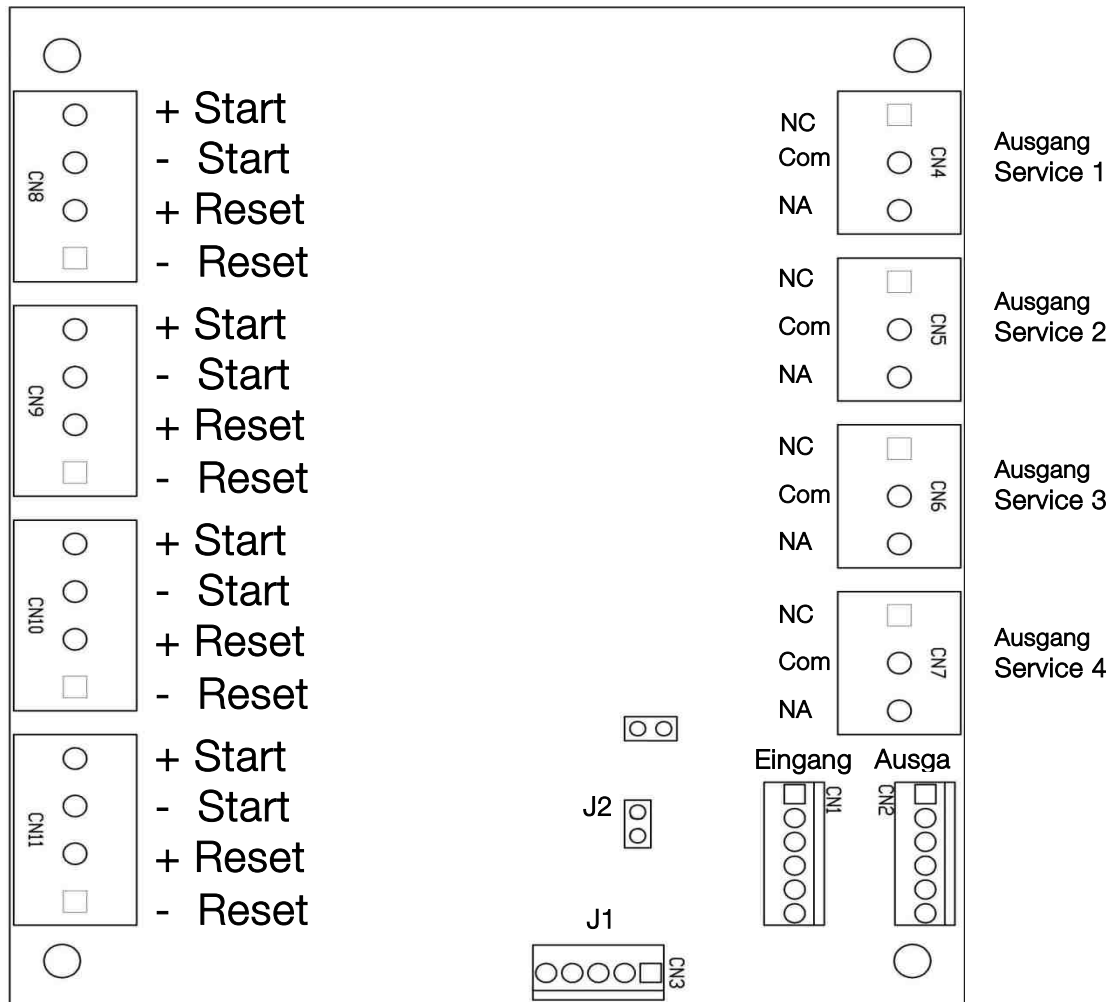 CN8
+ Start
- Start
+ Reset
- Reset
CN9
+ Start
- Start
+ Reset
- Reset
CN10
+ Start
- Start
+ Reset
- Reset
CN11
+ Start
- Start
+ Reset
- Reset
NC
Com
NA
CN4
Ausgang
Service 1
NC
Com
NA
CN5
Ausgang
Service 2
NC
Com
NA
CN6
Ausgang
Service 3
NC
Com
NA
CN7
Ausgang
Service 4
Eingang
Ausga
CN1
CN2
J2
J1
CN3